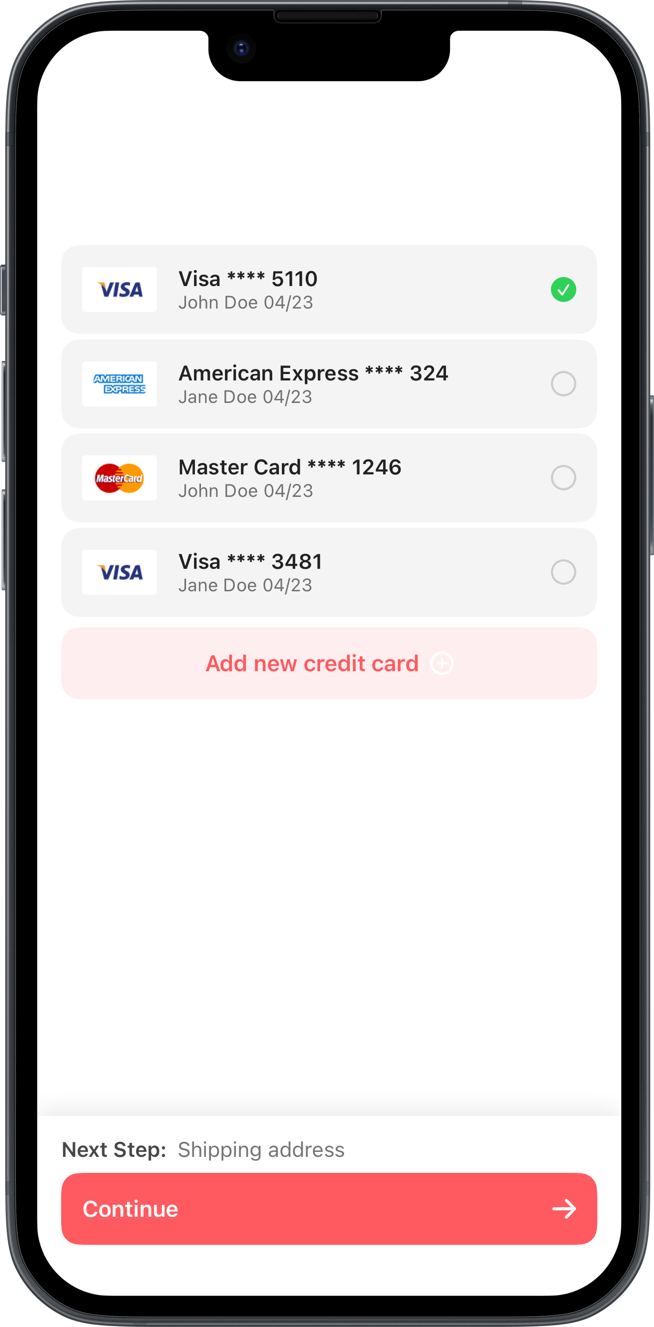 VISA
Visa **** 5110
John Doe 04/23
AMERICAN
EXPRESS
American Express **** 324
Jane Doe 04/23
MasterCard
Master Card **** 1246
John Doe 04/23
VISA
Visa **** 3481
Jane Doe 04/23
Add new credit card
Next Step: Shipping address
Continue